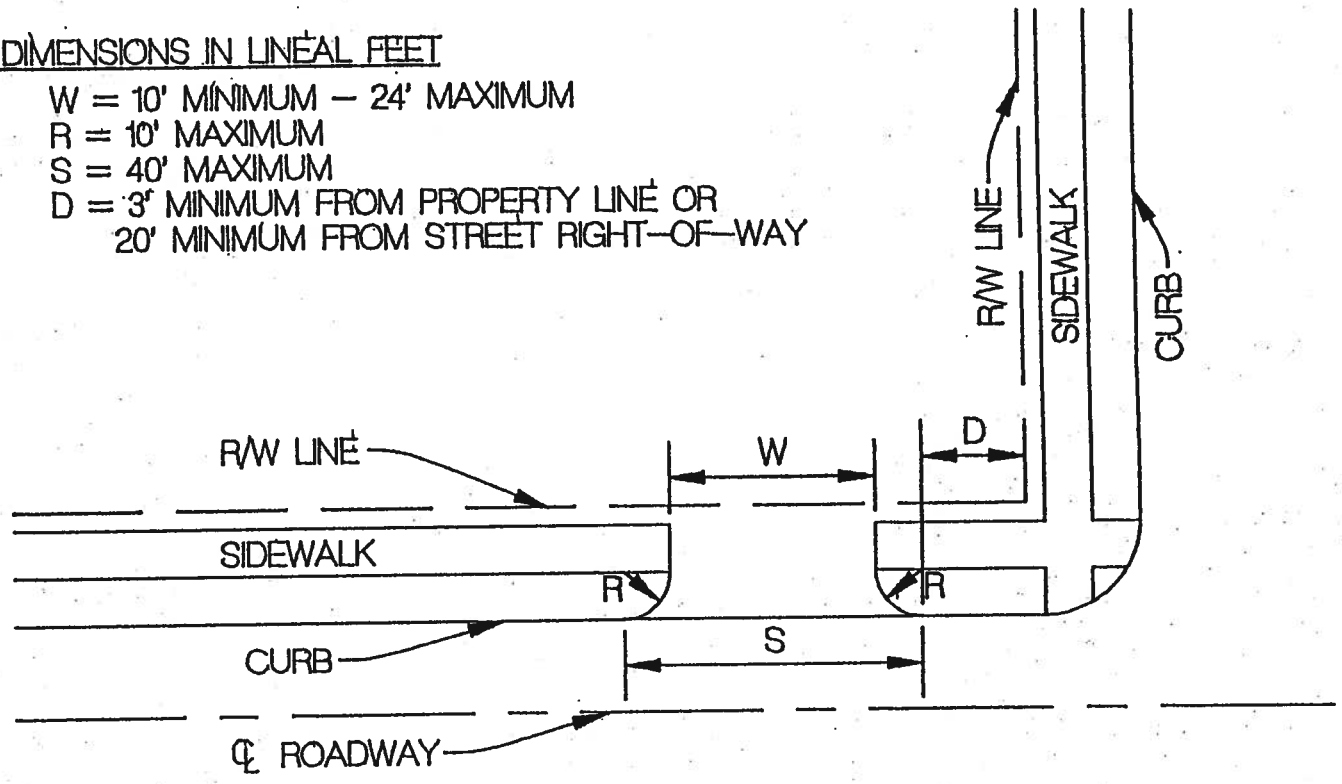 DIMENSIONS IN LINEAL FEET
W = 10' MINIMUM - 24' MAXIMUM
R = 10' MAXIMUM
S = 40' MAXIMUM
D = 3' MINIMUM FROM PROPERTY LINE OR
20' MINIMUM FROM STREET RIGHT-OF-WAY
R/W LINE
SIDEWALK
CURB
R/W LINE
W
D
SIDEWALK
R
R
CURB
S
℄ ROADWAY